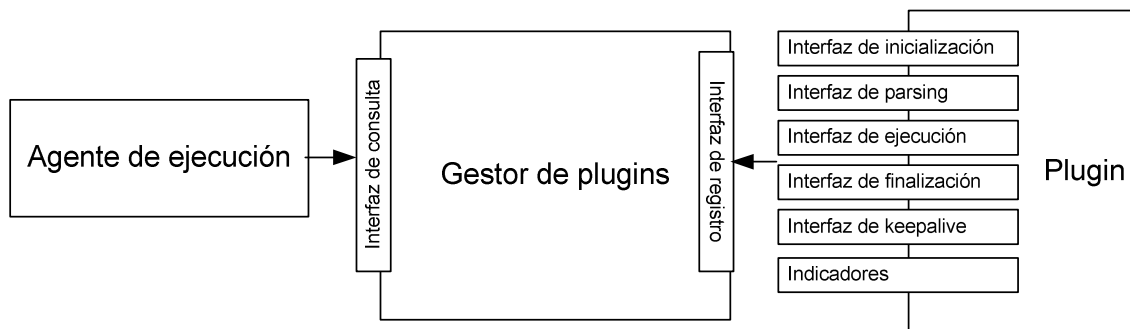 Agente de ejecución
Interfaz de consulta
Gestor de plugins
Interfaz de registro
Interfaz de inicialización
Interfaz de parsing
Interfaz de ejecución
Interfaz de finalización
Interfaz de keepalive
Indicadores
Plugin